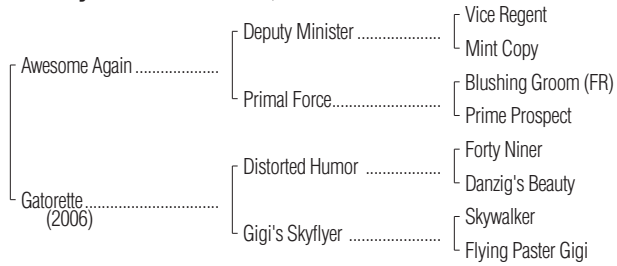 Vice Regent
Deputy Minister ..................
Mint Copy
Awesome Again ..................
Blushing Groom (FR)
Primal Force.......................
Prime Prospect
Forty Niner
Distorted Humor ................
Danzig's Beauty
Gatorette.............................
(2006)
Skywalker
Gigi's Skyflyer ...................
Flying Paster Gigi